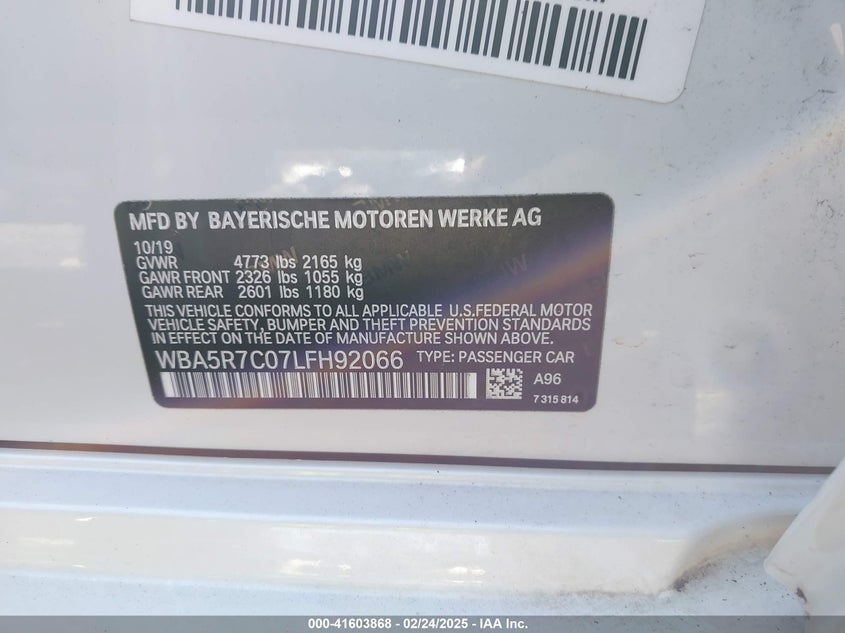 MFD BY BAYERISCHE MOTOREN WERKE AG
10/19
GVWR 4773 lbs 2165 kg
GAWR FRONT 2326 lbs 1055 kg
GAWR REAR 2601 lbs 1180 kg
THIS VEHICLE CONFORMS TO ALL APPLICABLE U.S.FEDERAL MOTOR
VEHICLE SAFETY, BUMPER AND THEFT PREVENTION STANDARDS
IN EFFECT ON THE DATE OF MANUFACTURE SHOWN ABOVE.
WBA5R7C07LFH92066 TYPE: PASSENGER CAR
A96
7 315 814
000-41603868 - 02/24/2025 - IAA Inc.